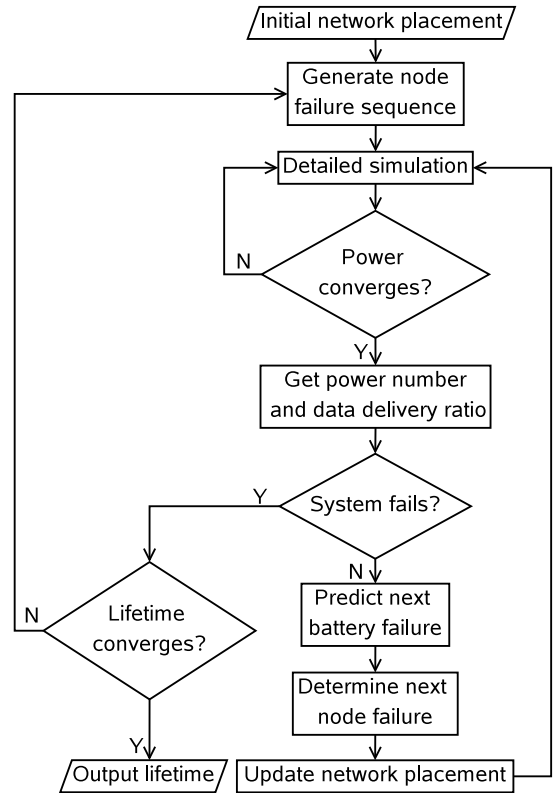 Initial network placement
Generate node
failure sequence
Detailed simulation
N
Power
converges?
Y
Get power number
and data delivery ratio
Y
System fails?
N
Predict next
battery failure
N
Lifetime
converges?
Determine next
node failure
Y
Output lifetime
Update network placement